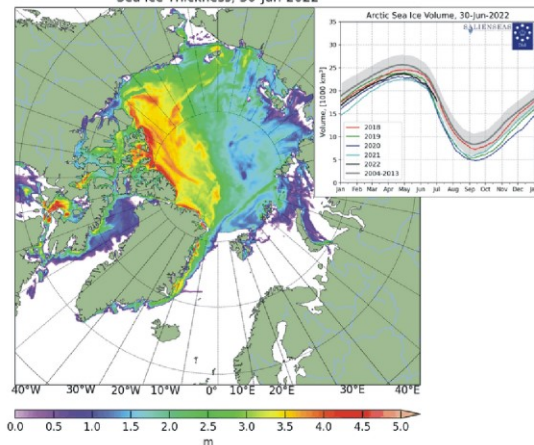 Sea Ice Thickness, 30-Jun-2022
Arctic Sea Ice Volume, 30-Jun-2022
Volume, [1000 km³]
35
30
25
20
15
10
5
0
2018
2019
2020
2021
2022
2004-2013
Jan Feb Mar Apr May Jun Jul Aug Sep Oct Nov Dec Jan
40°W 30°W 20°W 10°W 0° 10°E 20°E 30°E 40°E
0.0 0.5 1.0 1.5 2.0 2.5 3.0 3.5 4.0 4.5 5.0
m